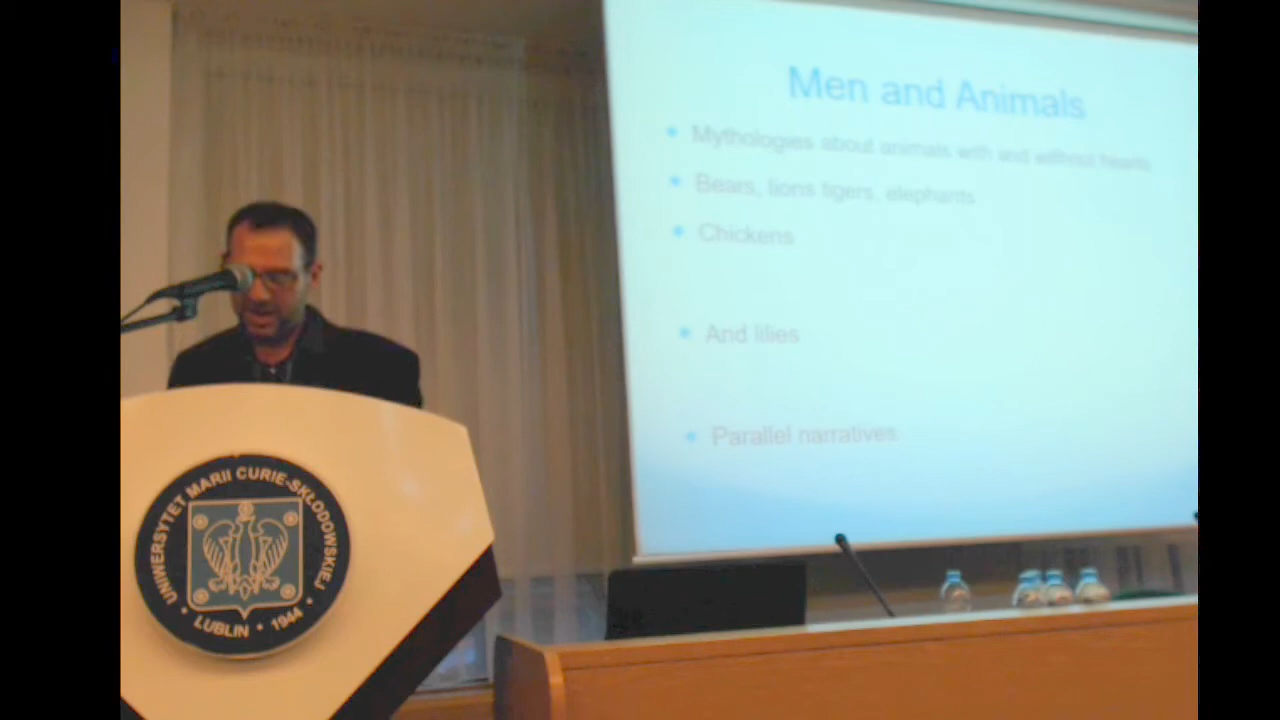 Men and Animals
• Mythologies about animals with and without hearts
• Bears, lions tigers, elephants
• Chickens
• And lilies
• Parallel narratives
UNIWERSYTET MARII CURIE-SKŁODOWSKIEJ
• LUBLIN • 1944 •